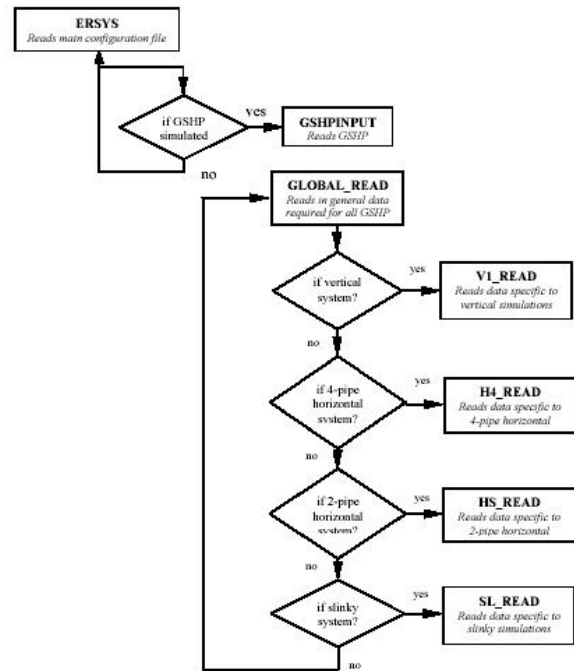 ERSYS
Reads main configuration file
if GSHP
simulated
yes
GSHPINPUT
Reads GSHP
no
GLOBAL_READ
Reads in general data
required for all GSHP
if vertical
system?
yes
V1_READ
Reads data specific to
vertical simulations
no
if 4-pipe
horizontal
system?
yes
H4_READ
Reads data specific to
4-pipe horizontal
no
if 2-pipe
horizontal
system?
yes
HS_READ
Reads data specific to
2-pipe horizontal
no
if slinky
system?
yes
SL_READ
Reads data specific to
slinky simulations
no